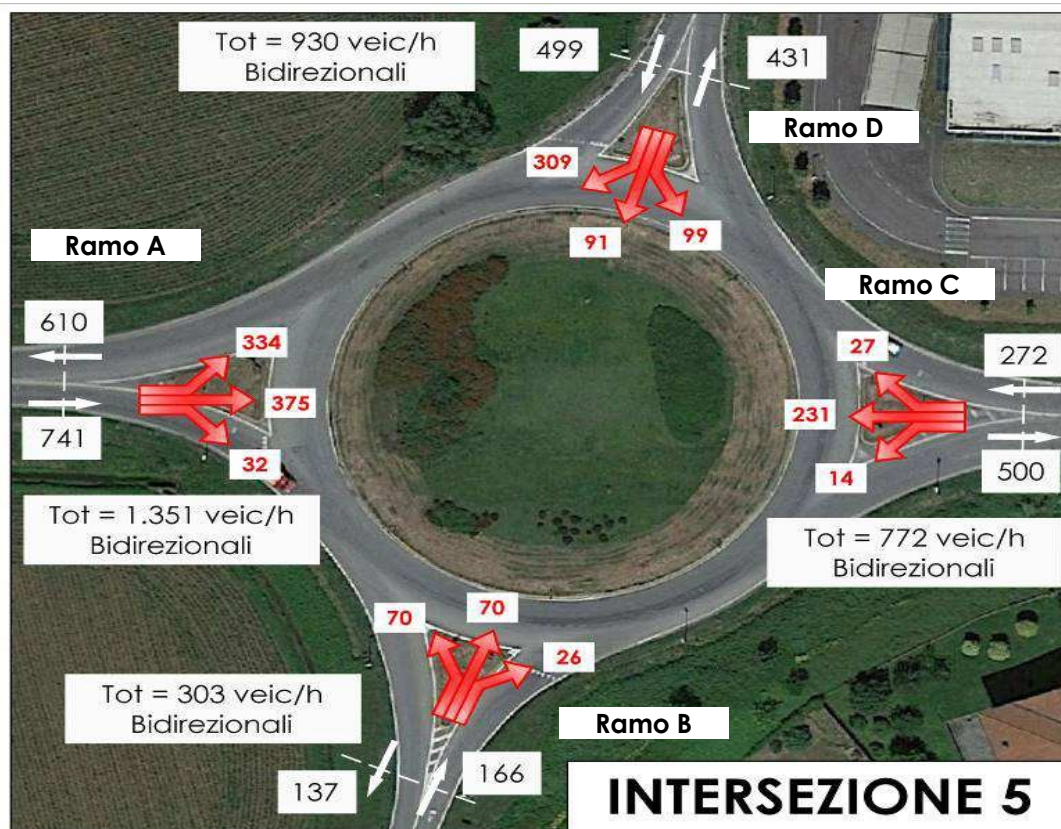 Tot = 930 veic/h
Bidirezionali
499
431
Ramo D
309
91
99
Ramo A
610
334
375
741
32
Tot = 1.351 veic/h
Bidirezionali
Ramo C
27
272
231
14
500
Tot = 772 veic/h
Bidirezionali
70
70
26
Tot = 303 veic/h
Bidirezionali
Ramo B
137
166
INTERSEZIONE 5